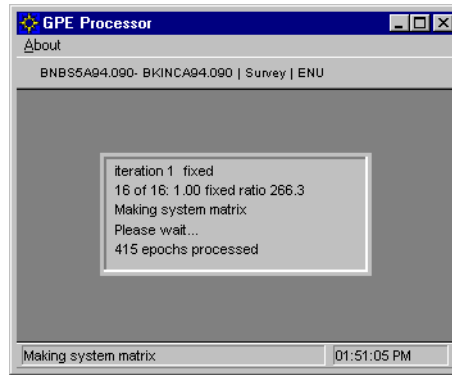 GPE Processor
About
BNBS5A94.090- BKINCA94.090 | Survey | ENU
iteration 1 fixed
16 of 16: 1.00 fixed ratio 266.3
Making system matrix
Please wait...
415 epochs processed
Making system matrix 01:51:05 PM